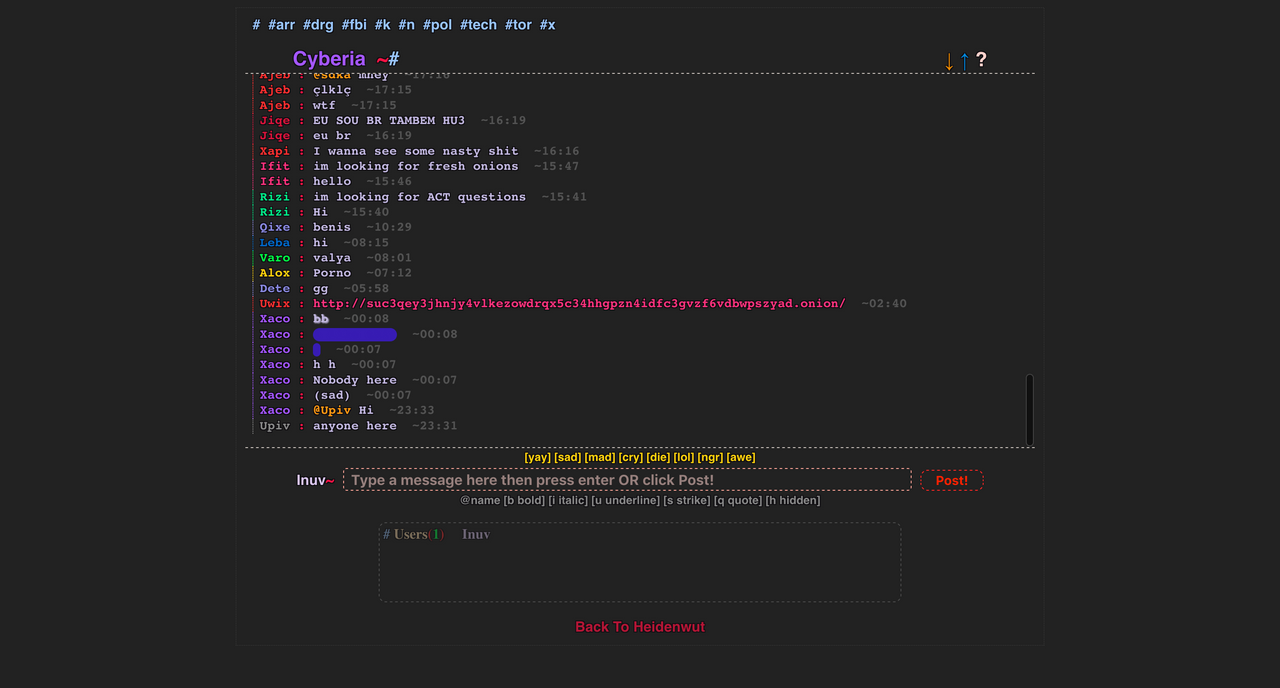 # #arr #drg #fbi #k #n #pol #tech #tor #x
Cyberia ~#
↓ ↑ ?
Ajeb : @sdka mhey ~17:16
Ajeb : çlklç ~17:15
Ajeb : wtf ~17:15
Jiqe : EU SOU BR TAMBEM HU3 ~16:19
Jiqe : eu br ~16:19
Xapi : I wanna see some nasty shit ~16:16
Ifit : im looking for fresh onions ~15:47
Ifit : hello ~15:46
Rizi : im looking for ACT questions ~15:41
Rizi : Hi ~15:40
Qixe : benis ~10:29
Leba : hi ~08:15
Varo : valya ~08:01
Alox : Porno ~07:12
Dete : gg ~05:58
Uwix : http://suc3qey3jhnjy4vlkezowdrqx5c34hhgpzn4idfc3gvzf6vdbwpszyad.onion/ ~02:40
Xaco : bb ~00:08
Xaco : ~00:08
Xaco : ~00:07
Xaco : h h ~00:07
Xaco : Nobody here ~00:07
Xaco : (sad) ~00:07
Xaco : @Upiv Hi ~23:33
Upiv : anyone here ~23:31
[yay] [sad] [mad] [cry] [die] [lol] [ngr] [awe]
Inuv~ Type a message here then press enter OR click Post! Post!
@name [b bold] [i italic] [u underline] [s strike] [q quote] [h hidden]
# Users(1) Inuv
Back To Heidenwut